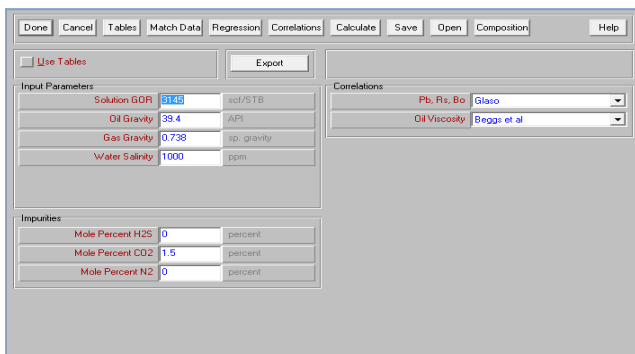 Done Cancel Tables Match Data Regression Correlations Calculate Save Open Composition Help
Use Tables
Export
Input Parameters
Solution GOR 3145 scf/STB
Oil Gravity 39.4 API
Gas Gravity 0.738 sp. gravity
Water Salinity 1000 ppm
Correlations
Pb, Rs, Bo Glaso
Oil Viscosity Beggs et al
Impurities
Mole Percent H2S 0 percent
Mole Percent CO2 1.5 percent
Mole Percent N2 0 percent